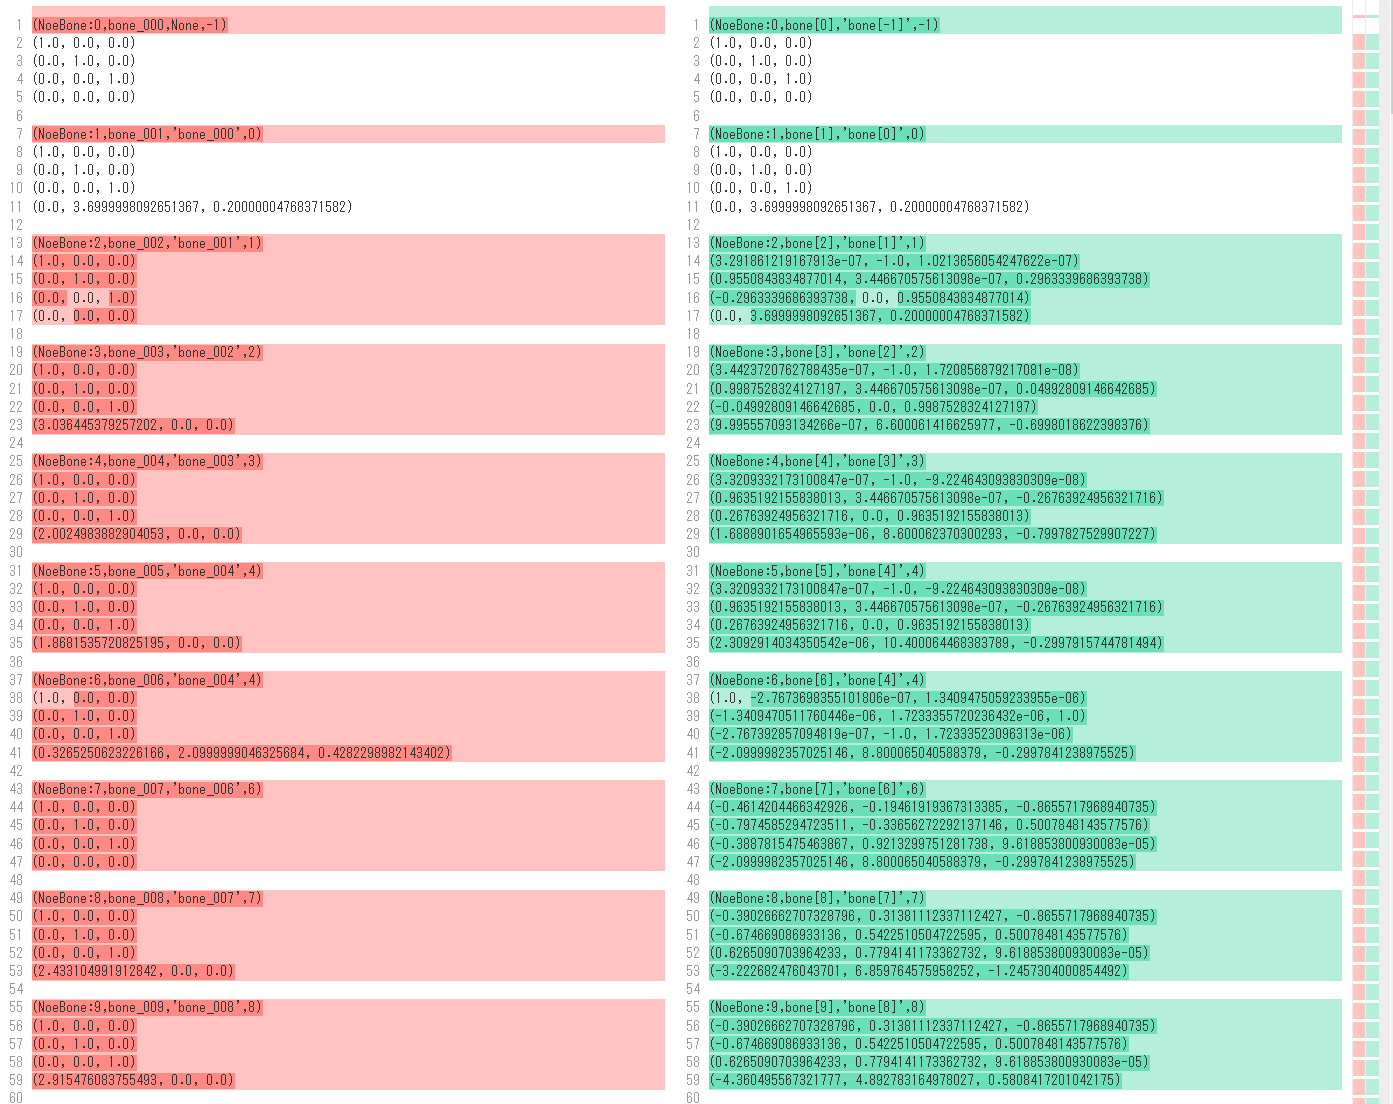 1 (NoeBone:0,bone_000,None,-1)
2 (1.0, 0.0, 0.0)
3 (0.0, 1.0, 0.0)
4 (0.0, 0.0, 1.0)
5 (0.0, 0.0, 0.0)
6
7 (NoeBone:1,bone_001,'bone_000',0)
8 (1.0, 0.0, 0.0)
9 (0.0, 1.0, 0.0)
10 (0.0, 0.0, 1.0)
11 (0.0, 3.6999998092651367, 0.20000004768371582)
12
13 (NoeBone:2,bone_002,'bone_001',1)
14 (1.0, 0.0, 0.0)
15 (0.0, 1.0, 0.0)
16 (0.0, 0.0, 1.0)
17 (0.0, 0.0, 0.0)
18
19 (NoeBone:3,bone_003,'bone_002',2)
20 (1.0, 0.0, 0.0)
21 (0.0, 1.0, 0.0)
22 (0.0, 0.0, 1.0)
23 (3.036445379257202, 0.0, 0.0)
24
25 (NoeBone:4,bone_004,'bone_003',3)
26 (1.0, 0.0, 0.0)
27 (0.0, 1.0, 0.0)
28 (0.0, 0.0, 1.0)
29 (2.0024983882904053, 0.0, 0.0)
30
31 (NoeBone:5,bone_005,'bone_004',4)
32 (1.0, 0.0, 0.0)
33 (0.0, 1.0, 0.0)
34 (0.0, 0.0, 1.0)
35 (1.8681535720825195, 0.0, 0.0)
36
37 (NoeBone:6,bone_006,'bone_004',4)
38 (1.0, 0.0, 0.0)
39 (0.0, 1.0, 0.0)
40 (0.0, 0.0, 1.0)
41 (0.3265250623226166, 2.0999999046325684, 0.4282298982143402)
42
43 (NoeBone:7,bone_007,'bone_006',6)
44 (1.0, 0.0, 0.0)
45 (0.0, 1.0, 0.0)
46 (0.0, 0.0, 1.0)
47 (0.0, 0.0, 0.0)
48
49 (NoeBone:8,bone_008,'bone_007',7)
50 (1.0, 0.0, 0.0)
51 (0.0, 1.0, 0.0)
52 (0.0, 0.0, 1.0)
53 (2.433104991912842, 0.0, 0.0)
54
55 (NoeBone:9,bone_009,'bone_008',8)
56 (1.0, 0.0, 0.0)
57 (0.0, 1.0, 0.0)
58 (0.0, 0.0, 1.0)
59 (2.915476083755493, 0.0, 0.0)
60
1 (NoeBone:0,bone[0],'bone[-1]',-1)
2 (1.0, 0.0, 0.0)
3 (0.0, 1.0, 0.0)
4 (0.0, 0.0, 1.0)
5 (0.0, 0.0, 0.0)
6
7 (NoeBone:1,bone[1],'bone[0]',0)
8 (1.0, 0.0, 0.0)
9 (0.0, 1.0, 0.0)
10 (0.0, 0.0, 1.0)
11 (0.0, 3.6999998092651367, 0.20000004768371582)
12
13 (NoeBone:2,bone[2],'bone[1]',1)
14 (3.291861219167913e-07, -1.0, 1.0213656054247622e-07)
15 (0.9550843834877014, 3.446670575613098e-07, 0.2963339686393738)
16 (-0.2963339686393738, 0.0, 0.9550843834877014)
17 (0.0, 3.6999998092651367, 0.20000004768371582)
18
19 (NoeBone:3,bone[3],'bone[2]',2)
20 (3.4423720762788435e-07, -1.0, 1.720856879217081e-08)
21 (0.9987528324127197, 3.446670575613098e-07, 0.04992809146642685)
22 (-0.04992809146642685, 0.0, 0.9987528324127197)
23 (9.995557093134266e-07, 6.600061416625977, -0.6998018622398376)
24
25 (NoeBone:4,bone[4],'bone[3]',3)
26 (3.3209332173100847e-07, -1.0, -9.224643093830309e-08)
27 (0.9635192155838013, 3.446670575613098e-07, -0.26763924956321716)
28 (0.26763924956321716, 0.0, 0.9635192155838013)
29 (1.6888901654965593e-06, 8.600062370300293, -0.7997827529907227)
30
31 (NoeBone:5,bone[5],'bone[4]',4)
32 (3.3209332173100847e-07, -1.0, -9.224643093830309e-08)
33 (0.9635192155838013, 3.446670575613098e-07, -0.26763924956321716)
34 (0.26763924956321716, 0.0, 0.9635192155838013)
35 (2.3092914034350542e-06, 10.400064468383789, -0.2997915744781494)
36
37 (NoeBone:6,bone[6],'bone[4]',4)
38 (1.0, -2.7673698355101806e-07, 1.3409475059233955e-06)
39 (-1.3409470511760446e-06, 1.7233355720236432e-06, 1.0)
40 (-2.767392857094819e-07, -1.0, 1.72333523096313e-06)
41 (-2.0999982357025146, 8.800065040588379, -0.2997841238975525)
42
43 (NoeBone:7,bone[7],'bone[6]',6)
44 (-0.4614204466342926, -0.19461919367313385, -0.8655717968940735)
45 (-0.7974585294723511, -0.33656272292137146, 0.5007848143577576)
46 (-0.3887815475463867, 0.9213299751281738, 9.618853800930083e-05)
47 (-2.0999982357025146, 8.800065040588379, -0.2997841238975525)
48
49 (NoeBone:8,bone[8],'bone[7]',7)
50 (-0.39026662707328796, 0.31381112337112427, -0.8655717968940735)
51 (-0.674669086933136, 0.5422510504722595, 0.5007848143577576)
52 (0.6265090703964233, 0.7794141173362732, 9.618853800930083e-05)
53 (-3.222682476043701, 6.859764575958252, -1.2457304000854492)
54
55 (NoeBone:9,bone[9],'bone[8]',8)
56 (-0.39026662707328796, 0.31381112337112427, -0.8655717968940735)
57 (-0.674669086933136, 0.5422510504722595, 0.5007848143577576)
58 (0.6265090703964233, 0.7794141173362732, 9.618853800930083e-05)
59 (-4.360495567321777, 4.892783164978027, 0.5808417201042175)
60